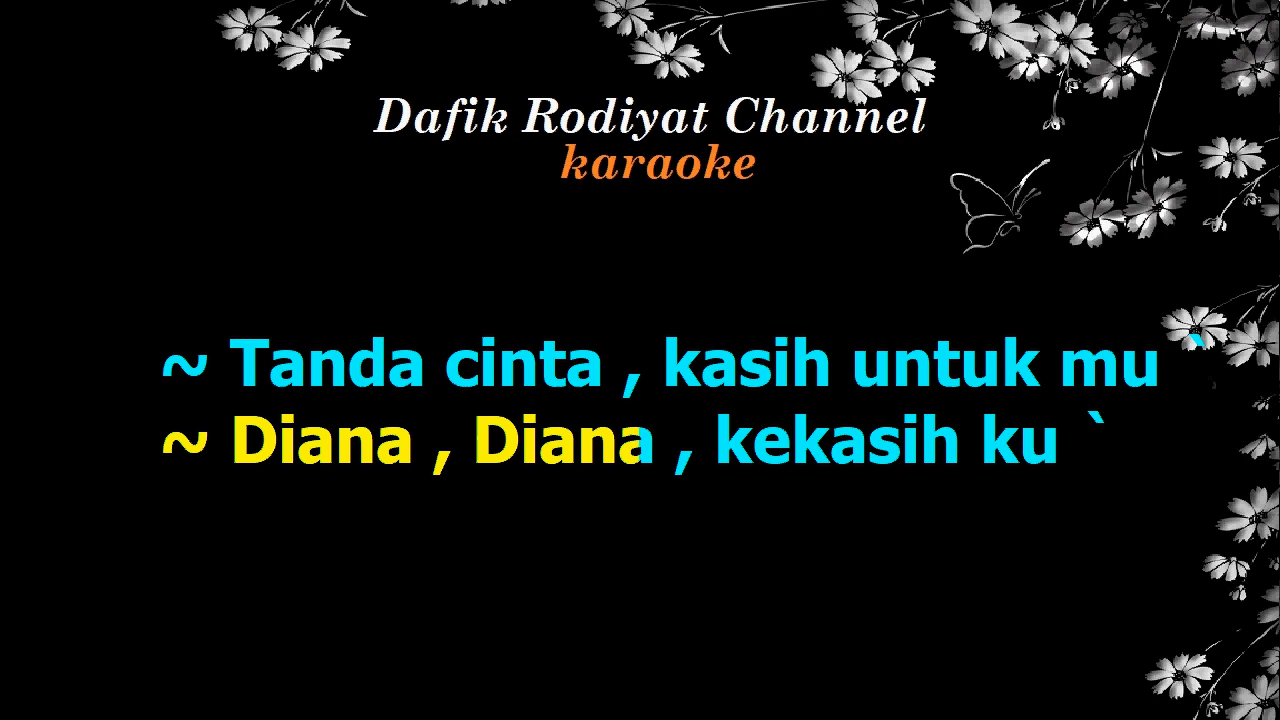 Dafik Rodiyat Channel
karaoke
~ Tanda cinta , kasih untuk mu `
~ Diana , Diana , kekasih ku `